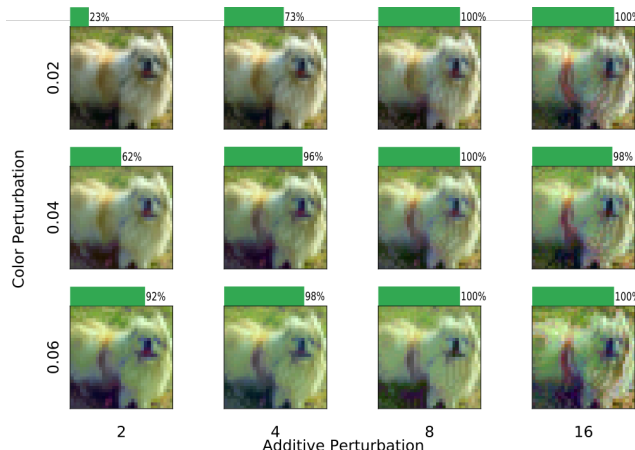 23% 73% 100% 100%
0.02
62% 96% 100% 98%
0.04
Color Perturbation
92% 98% 100% 100%
0.06
2 4 8 16
Additive Perturbation